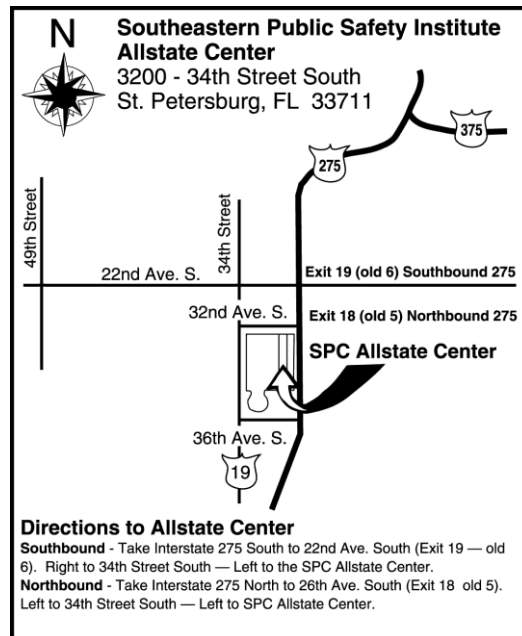 N
Southeastern Public Safety Institute
Allstate Center
3200 - 34th Street South
St. Petersburg, FL  33711
375
275
49th Street
34th Street
22nd Ave. S.
Exit 19 (old 6) Southbound 275
32nd Ave. S.
Exit 18 (old 5) Northbound 275
SPC Allstate Center
36th Ave. S.
19
Directions to Allstate Center
Southbound - Take Interstate 275 South to 22nd Ave. South (Exit 19 — old
6).  Right to 34th Street South — Left to the SPC Allstate Center.
Northbound - Take Interstate 275 North to 26th Ave. South (Exit 18  old 5).
Left to 34th Street South — Left to SPC Allstate Center.